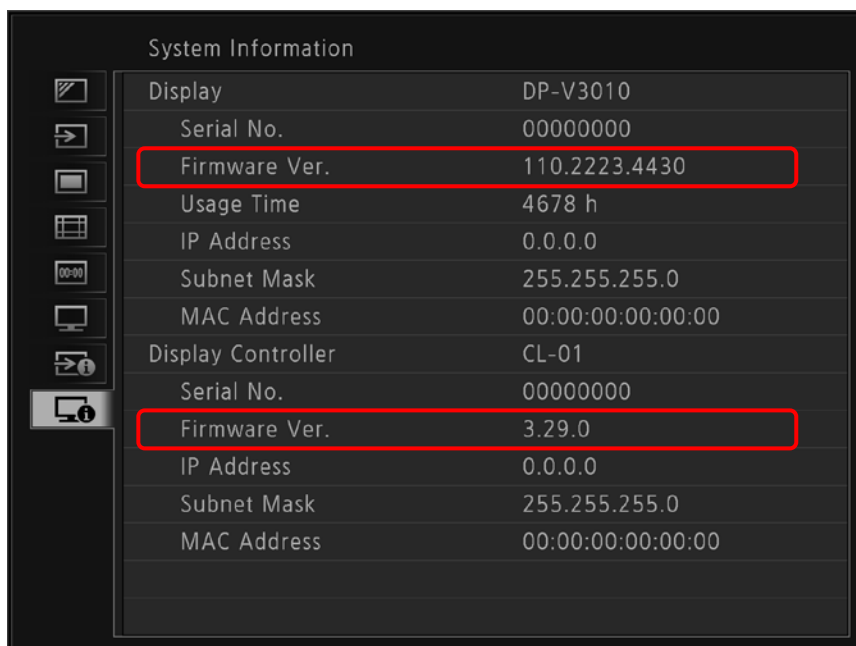 System Information
Display DP-V3010
Serial No. 00000000
Firmware Ver. 110.2223.4430
Usage Time 4678 h
IP Address 0.0.0.0
Subnet Mask 255.255.255.0
MAC Address 00:00:00:00:00:00
00:00
Display Controller CL-01
Serial No. 00000000
Firmware Ver. 3.29.0
IP Address 0.0.0.0
Subnet Mask 255.255.255.0
MAC Address 00:00:00:00:00:00